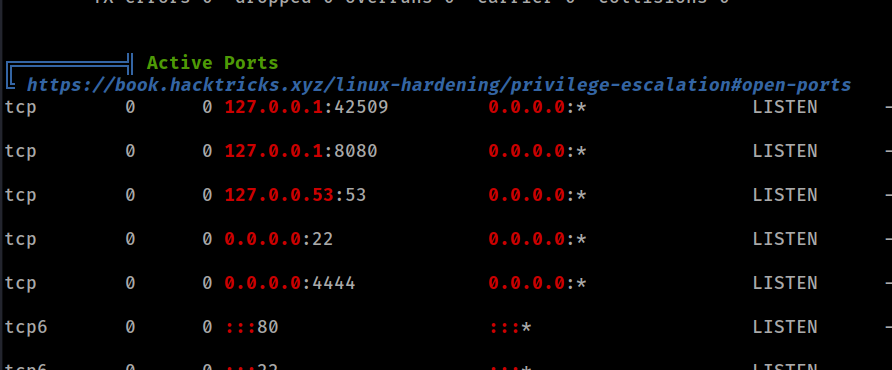 TX errors 0 dropped 0 overruns 0 carrier 0 collisions 0
╔══════════╣ Active Ports
╚ https://book.hacktricks.xyz/linux-hardening/privilege-escalation#open-ports
tcp 0 0 127.0.0.1:42509 0.0.0.0:* LISTEN -
tcp 0 0 127.0.0.1:8080 0.0.0.0:* LISTEN -
tcp 0 0 127.0.0.53:53 0.0.0.0:* LISTEN -
tcp 0 0 0.0.0.0:22 0.0.0.0:* LISTEN -
tcp 0 0 0.0.0.0:4444 0.0.0.0:* LISTEN -
tcp6 0 0 :::80 :::* LISTEN -
tcp6 0 0 :::22 :::* LISTEN -